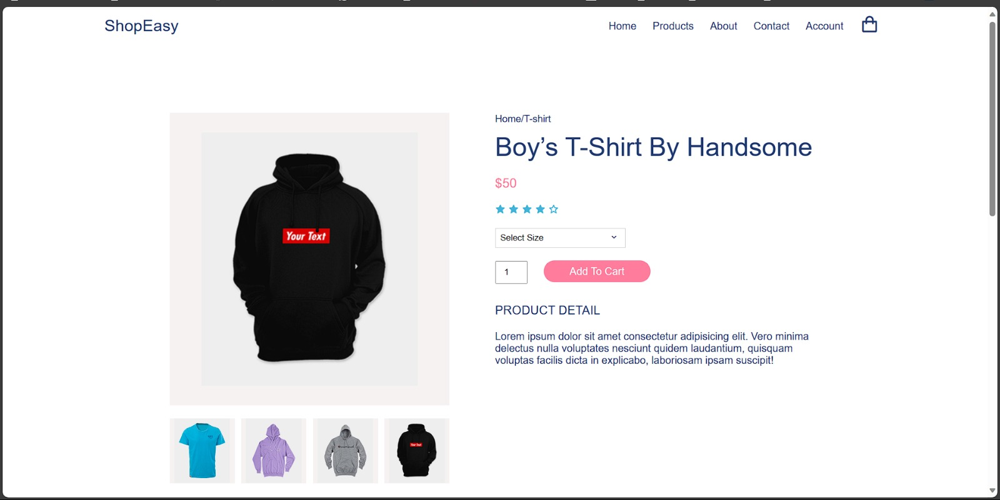 ShopEasy
Home Products About Contact Account
Home/T-shirt
Boy’s T-Shirt By Handsome
$50
Select Size
1
Add To Cart
PRODUCT DETAIL
Lorem ipsum dolor sit amet consectetur adipisicing elit. Vero minima
delectus nulla voluptates nesciunt quidem laudantium, quisquam
voluptas facilis dicta in explicabo, laboriosam ipsam suscipit!
Your Text
Your Text